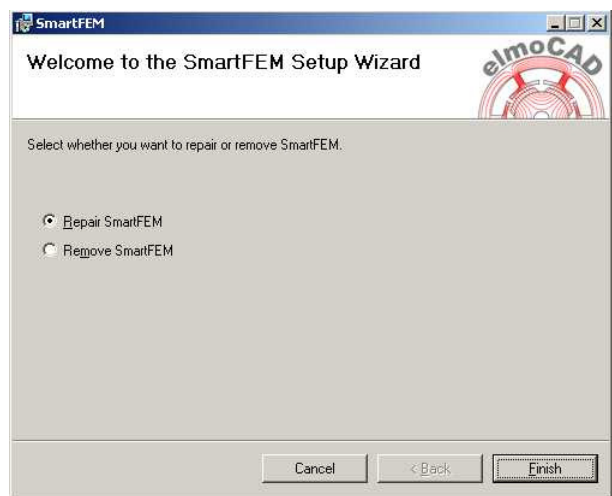 SmartFEM
Welcome to the SmartFEM Setup Wizard
elmoCAD
Select whether you want to repair or remove SmartFEM.
Repair SmartFEM
Remove SmartFEM
Cancel
< Back
Finish